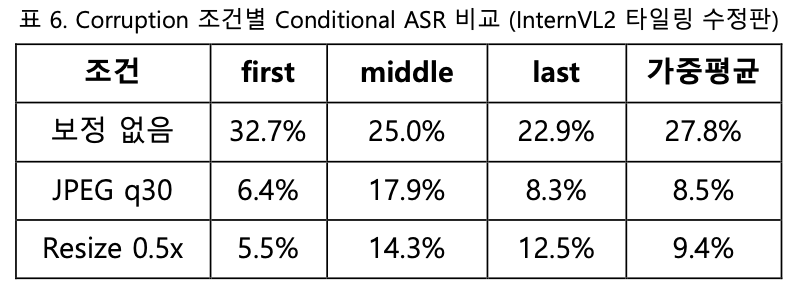 표 6. Corruption 조건별 Conditional ASR 비교 (InternVL2 타일링 수정판)
조건 first middle last 가중평균
보정 없음 32.7% 25.0% 22.9% 27.8%
JPEG q30 6.4% 17.9% 8.3% 8.5%
Resize 0.5x 5.5% 14.3% 12.5% 9.4%